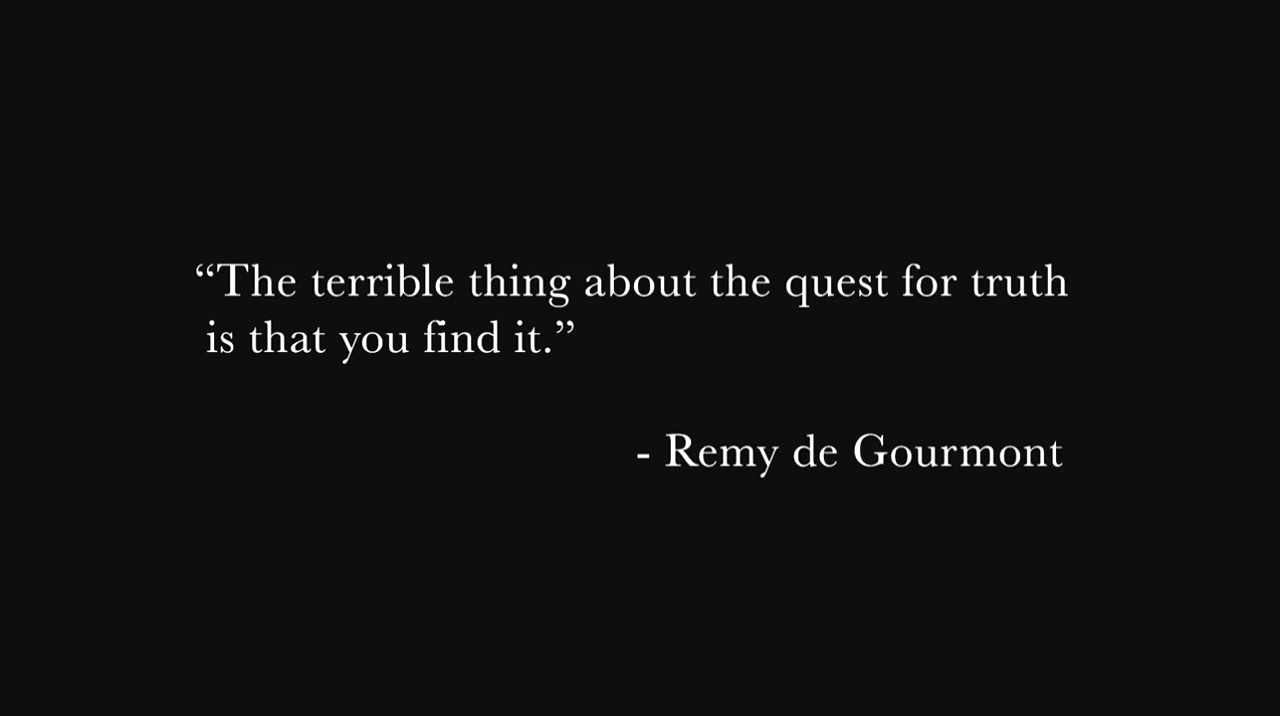 “The terrible thing about the quest for truth
is that you find it.”
- Remy de Gourmont